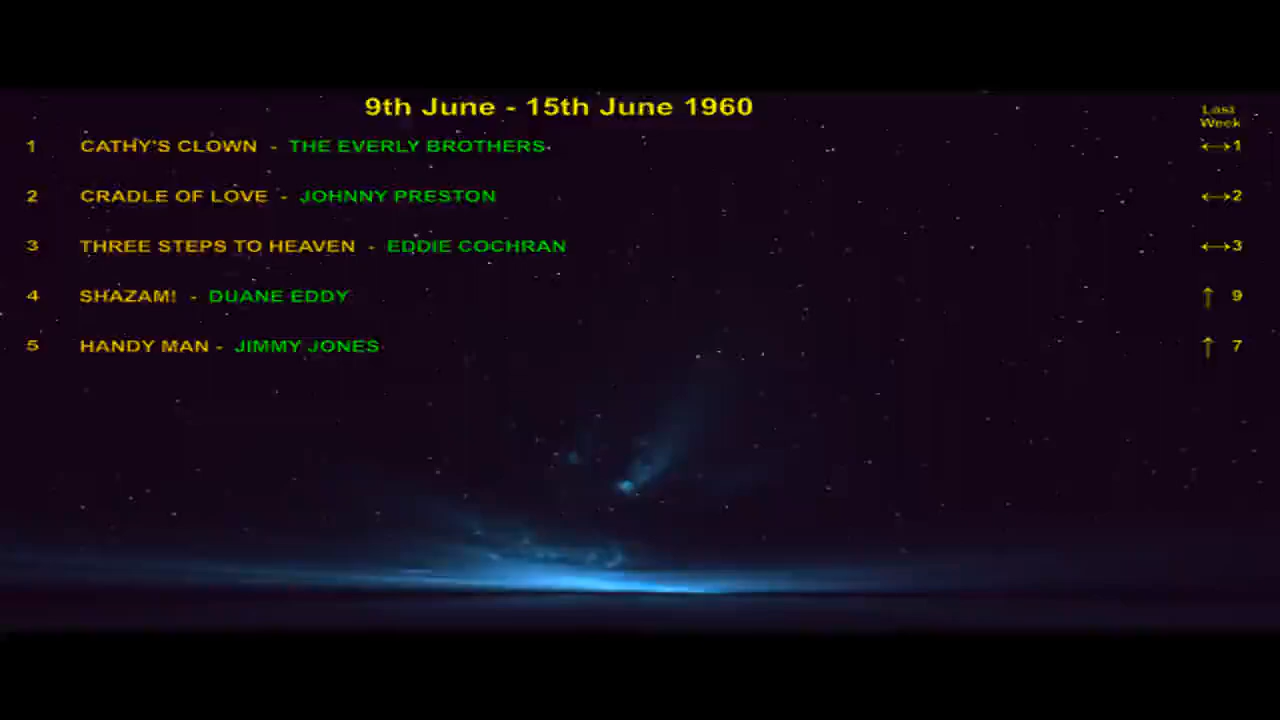 9th June - 15th June 1960
Last
Week
1 CATHY'S CLOWN - THE EVERLY BROTHERS ↔1
2 CRADLE OF LOVE - JOHNNY PRESTON ↔2
3 THREE STEPS TO HEAVEN - EDDIE COCHRAN ↔3
4 SHAZAM! - DUANE EDDY ↑ 9
5 HANDY MAN - JIMMY JONES ↑ 7